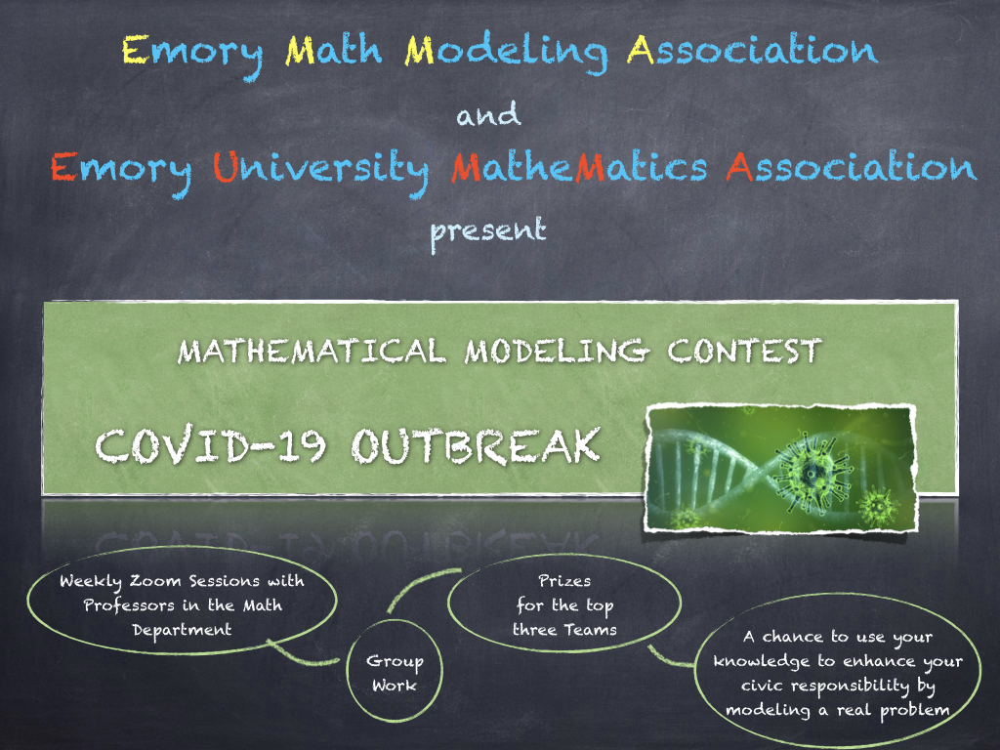 Emory Math Modeling Association
and
Emory University MatheMatics Association
present
MATHEMATICAL MODELING CONTEST
COVID-19 OUTBREAK
Weekly Zoom Sessions with
Professors in the Math
Department
Group
Work
Prizes
for the top
three Teams
A chance to use your
knowledge to enhance your
civic responsibility by
modeling a real problem